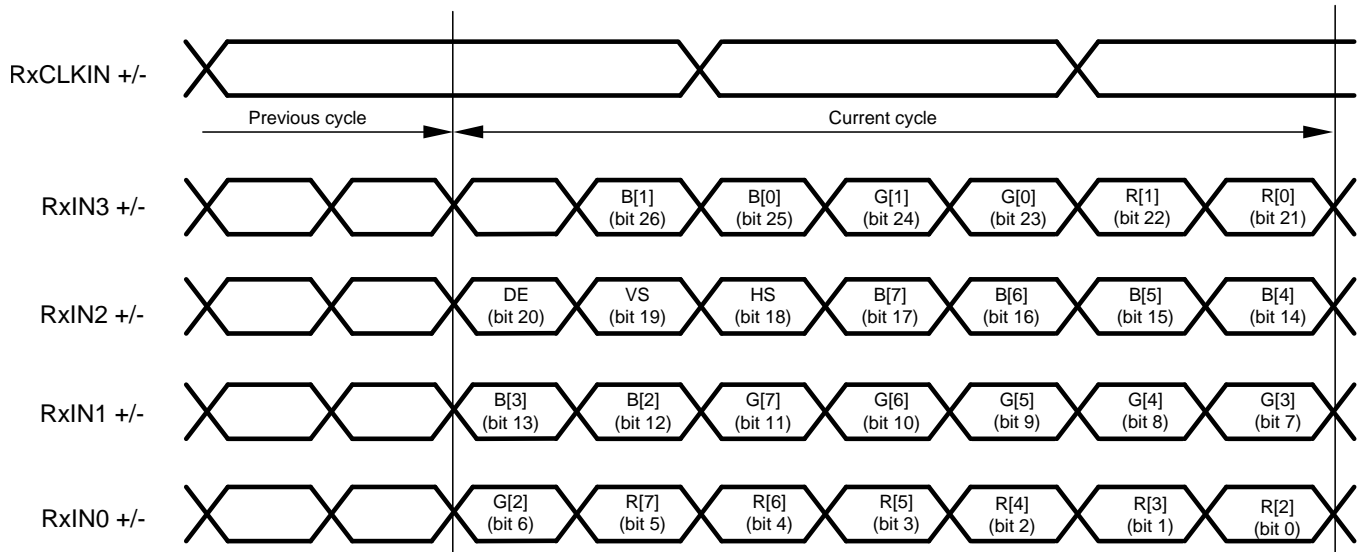 RxCLKIN +/-
Previous cycle
Current cycle
RxIN3 +/-
B[1]
(bit 26)
B[0]
(bit 25)
G[1]
(bit 24)
G[0]
(bit 23)
R[1]
(bit 22)
R[0]
(bit 21)
RxIN2 +/-
DE
(bit 20)
VS
(bit 19)
HS
(bit 18)
B[7]
(bit 17)
B[6]
(bit 16)
B[5]
(bit 15)
B[4]
(bit 14)
RxIN1 +/-
B[3]
(bit 13)
B[2]
(bit 12)
G[7]
(bit 11)
G[6]
(bit 10)
G[5]
(bit 9)
G[4]
(bit 8)
G[3]
(bit 7)
RxIN0 +/-
G[2]
(bit 6)
R[7]
(bit 5)
R[6]
(bit 4)
R[5]
(bit 3)
R[4]
(bit 2)
R[3]
(bit 1)
R[2]
(bit 0)